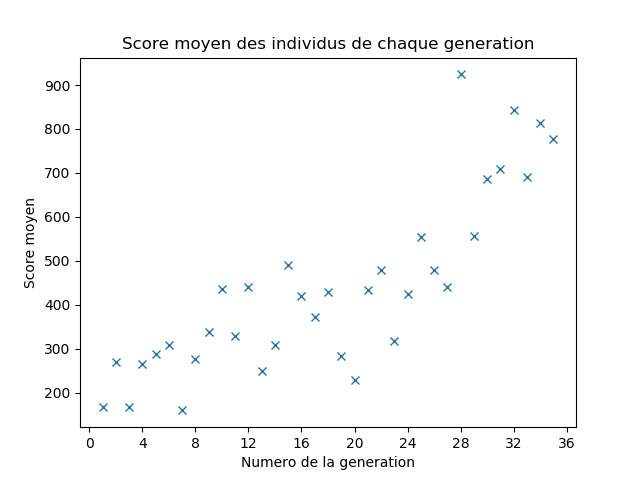 Score moyen des individus de chaque generation
900
800
700
600
500
400
300
200
Score moyen
0 4 8 12 16 20 24 28 32 36
Numero de la generation